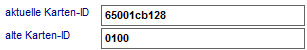 aktuelle Karten-ID 65001cb128
alte Karten-ID 0100